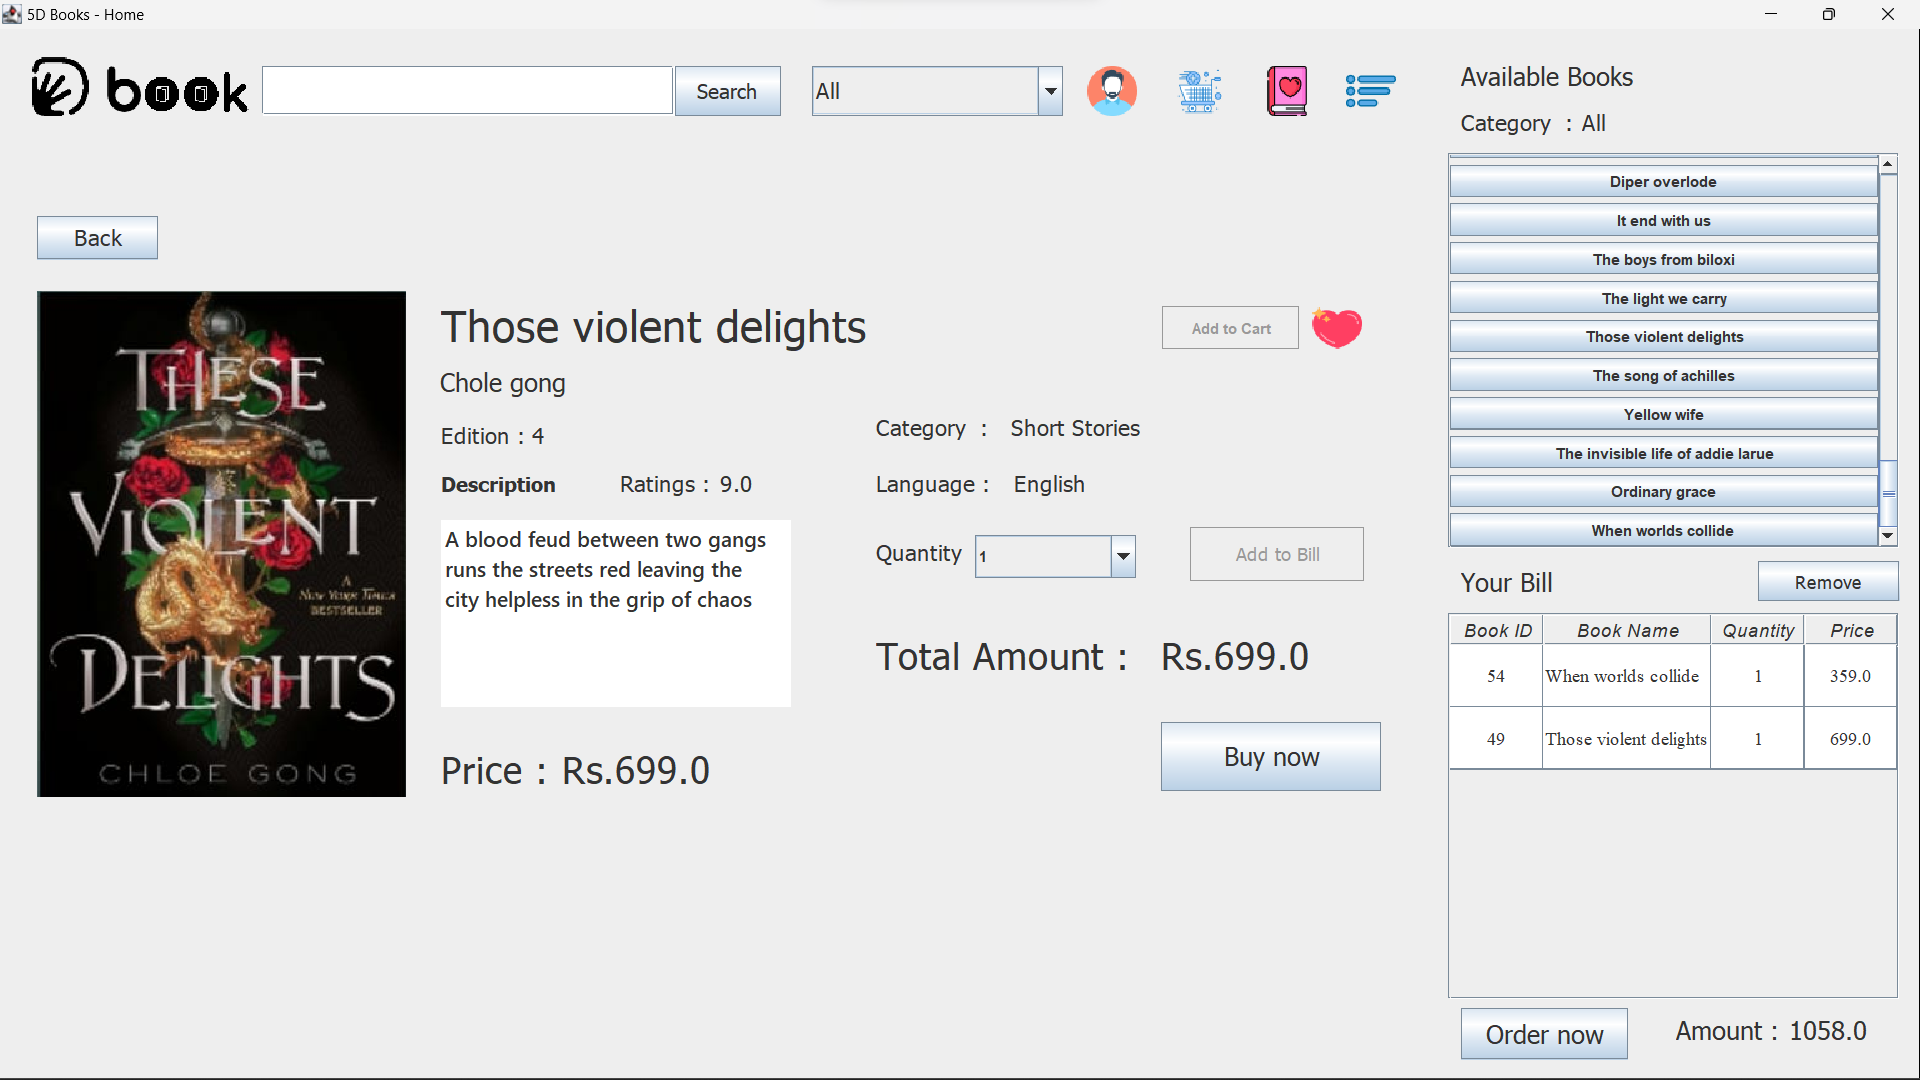 5D Books - Home
book
Search
All
Available Books
Category : All
Diper overlode
It end with us
The boys from biloxi
The light we carry
Those violent delights
The song of achilles
Yellow wife
The invisible life of addie larue
Ordinary grace
When worlds collide
Back
THESE
VIOLENT
A
New York Times
BESTSELLER
DELIGHTS
CHLOE GONG
Those violent delights
Add to Cart
Chole gong
Edition : 4
Category : Short Stories
Description Ratings : 9.0
Language : English
A blood feud between two gangs
runs the streets red leaving the
city helpless in the grip of chaos
Quantity 1
Add to Bill
Total Amount : Rs.699.0
Price : Rs.699.0
Buy now
Your Bill
Remove
Book ID Book Name Quantity Price
54 When worlds collide 1 359.0
49 Those violent delights 1 699.0
Order now
Amount : 1058.0